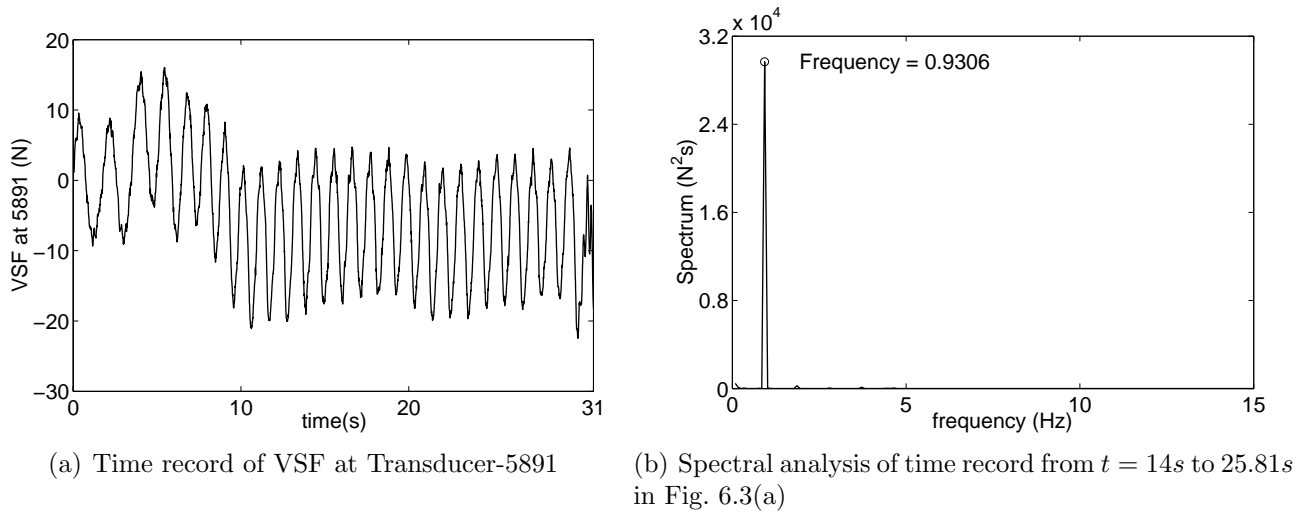 20
10
0
−10
−20
−30
VSF at 5891 (N)
0
10
20
31
time(s)
(a) Time record of VSF at Transducer-5891
x 10^4
3.2
2.4
1.6
0.8
0
Spectrum (N^2s)
Frequency = 0.9306
0
5
10
15
frequency (Hz)
(b) Spectral analysis of time record from t = 14s to 25.81s
in Fig. 6.3(a)